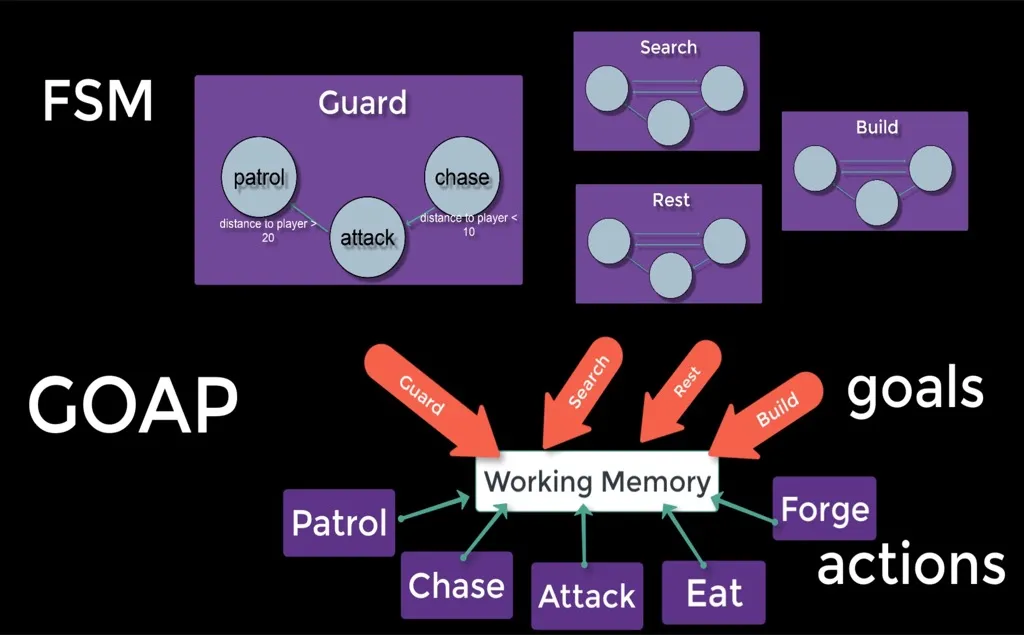 FSM
Guard
patrol
chase
attack
distance to player >
20
distance to player <
10
Search
Build
Rest
GOAP
Guard
Search
Rest
Build
goals
Working Memory
Patrol
Chase
Attack
Eat
Forge
actions